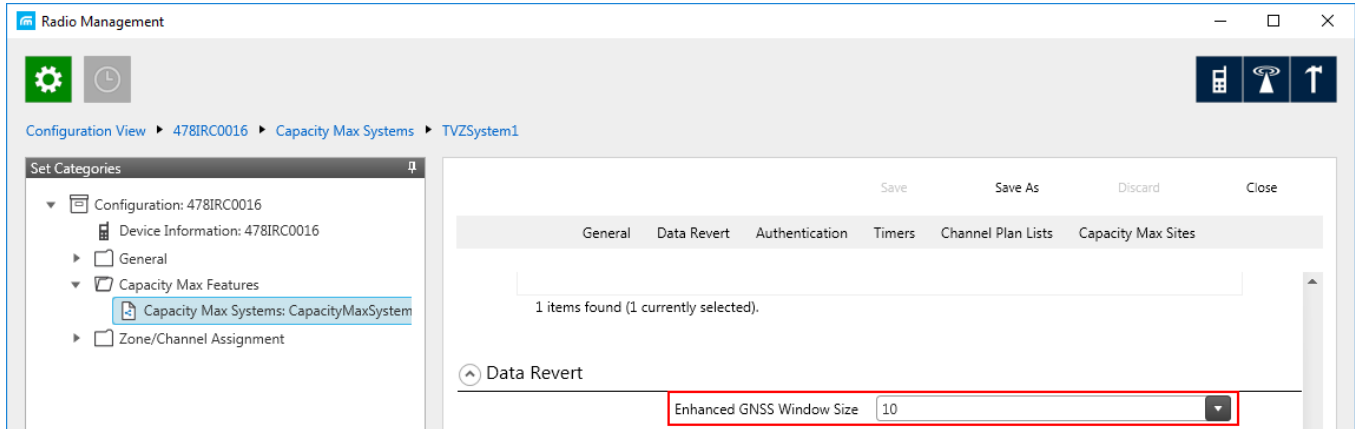 Radio Management
Configuration View 478IRC0016 Capacity Max Systems TVZSystem1
Set Categories
Configuration: 478IRC0016
Device Information: 478IRC0016
General
Capacity Max Features
Capacity Max Systems: CapacityMaxSystem
Zone/Channel Assignment
Save Save As Discard Close
General Data Revert Authentication Timers Channel Plan Lists Capacity Max Sites
1 items found (1 currently selected).
Data Revert
Enhanced GNSS Window Size 10